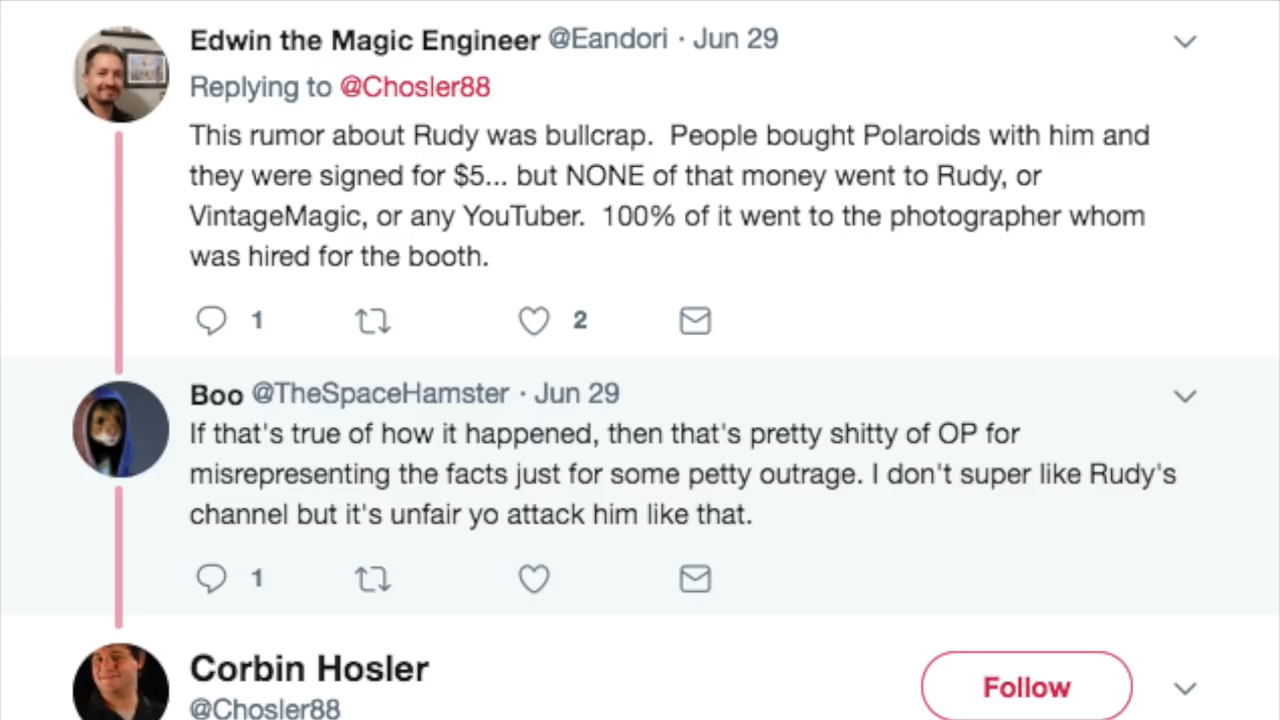 Edwin the Magic Engineer @Eandori · Jun 29
Replying to @Chosler88
This rumor about Rudy was bullcrap. People bought Polaroids with him and
they were signed for $5... but NONE of that money went to Rudy, or
VintageMagic, or any YouTuber. 100% of it went to the photographer whom
was hired for the booth.
1 2
Boo @TheSpaceHamster · Jun 29
If that's true of how it happened, then that's pretty shitty of OP for
misrepresenting the facts just for some petty outrage. I don't super like Rudy's
channel but it's unfair yo attack him like that.
1
Corbin Hosler
Follow
@Chosler88